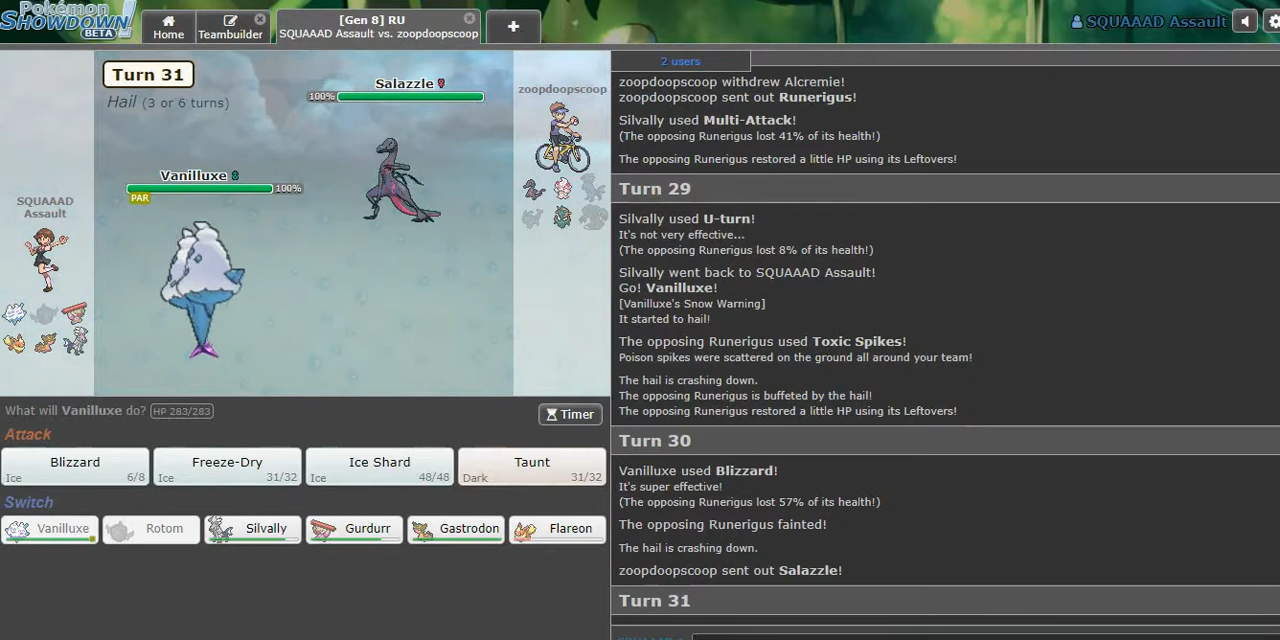 Pokémon
SHOWDOWN!
BETA
Home
Teambuilder
[Gen 8] RU
SQUAAAD Assault vs. zoopdoopscoop
SQUAAAD Assault
Turn 31
Hail (3 or 6 turns)
Salazzle
100%
Vanilluxe
100%
PAR
zoopdoopscoop
SQUAAAD
Assault
2 users
zoopdoopscoop withdrew Alcremie!
zoopdoopscoop sent out Runerigus!
Silvally used Multi-Attack!
(The opposing Runerigus lost 41% of its health!)
The opposing Runerigus restored a little HP using its Leftovers!
Turn 29
Silvally used U-turn!
It's not very effective...
(The opposing Runerigus lost 8% of its health!)
Silvally went back to SQUAAAD Assault!
Go! Vanilluxe!
[Vanilluxe's Snow Warning]
It started to hail!
The opposing Runerigus used Toxic Spikes!
Poison spikes were scattered on the ground all around your team!
The hail is crashing down.
The opposing Runerigus is buffeted by the hail!
The opposing Runerigus restored a little HP using its Leftovers!
Turn 30
Vanilluxe used Blizzard!
It's super effective!
(The opposing Runerigus lost 57% of its health!)
The opposing Runerigus fainted!
The hail is crashing down.
zoopdoopscoop sent out Salazzle!
Turn 31
What will Vanilluxe do? HP 283/283
Timer
Attack
Blizzard
Ice 6/8
Freeze-Dry
Ice 31/32
Ice Shard
Ice 48/48
Taunt
Dark 31/32
Switch
Vanilluxe
Rotom
Silvally
Gurdurr
Gastrodon
Flareon